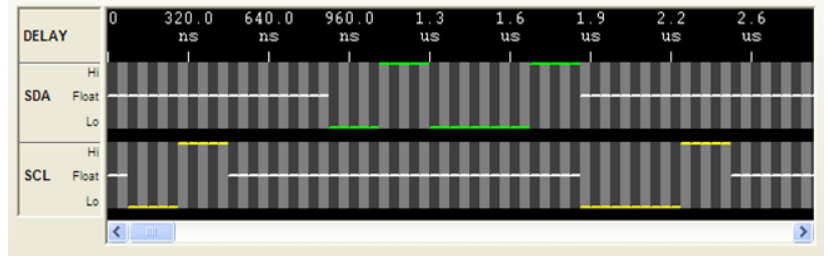 DELAY
0 320.0 640.0 960.0 1.3 1.6 1.9 2.2 2.6
ns ns ns us us us us us
Hi
SDA Float
Lo
Hi
SCL Float
Lo